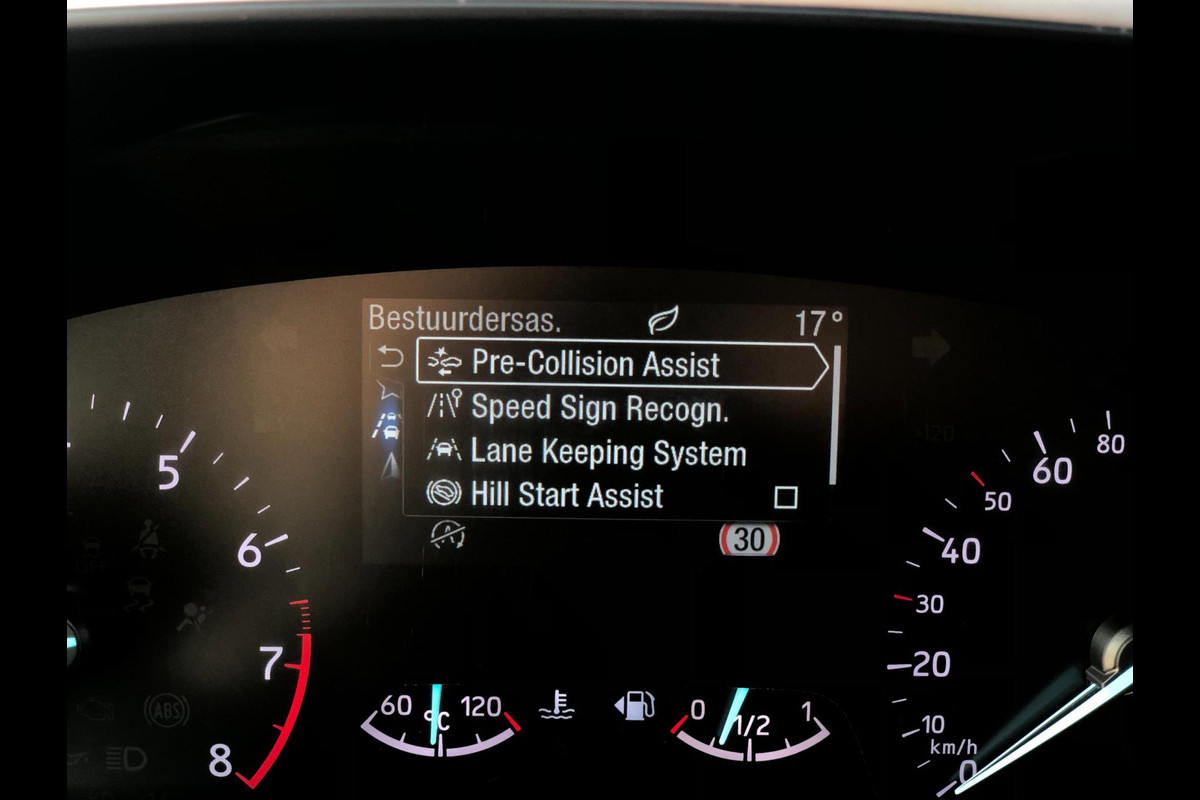 Bestuurdersas. 17°
Pre-Collision Assist
Speed Sign Recogn.
Lane Keeping System
Hill Start Assist
A
30
5
6
7
8
ABS
60 °C 120
0 1/2 1
>120
80
60
50
40
30
20
10
km/h
0